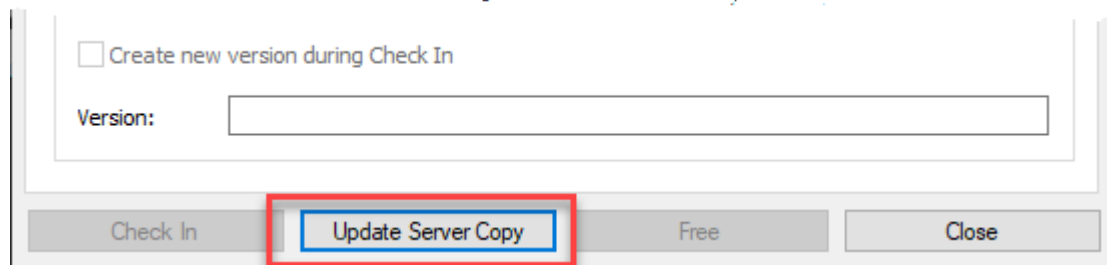 Create new version during Check In
Version:
Check In Update Server Copy Free Close